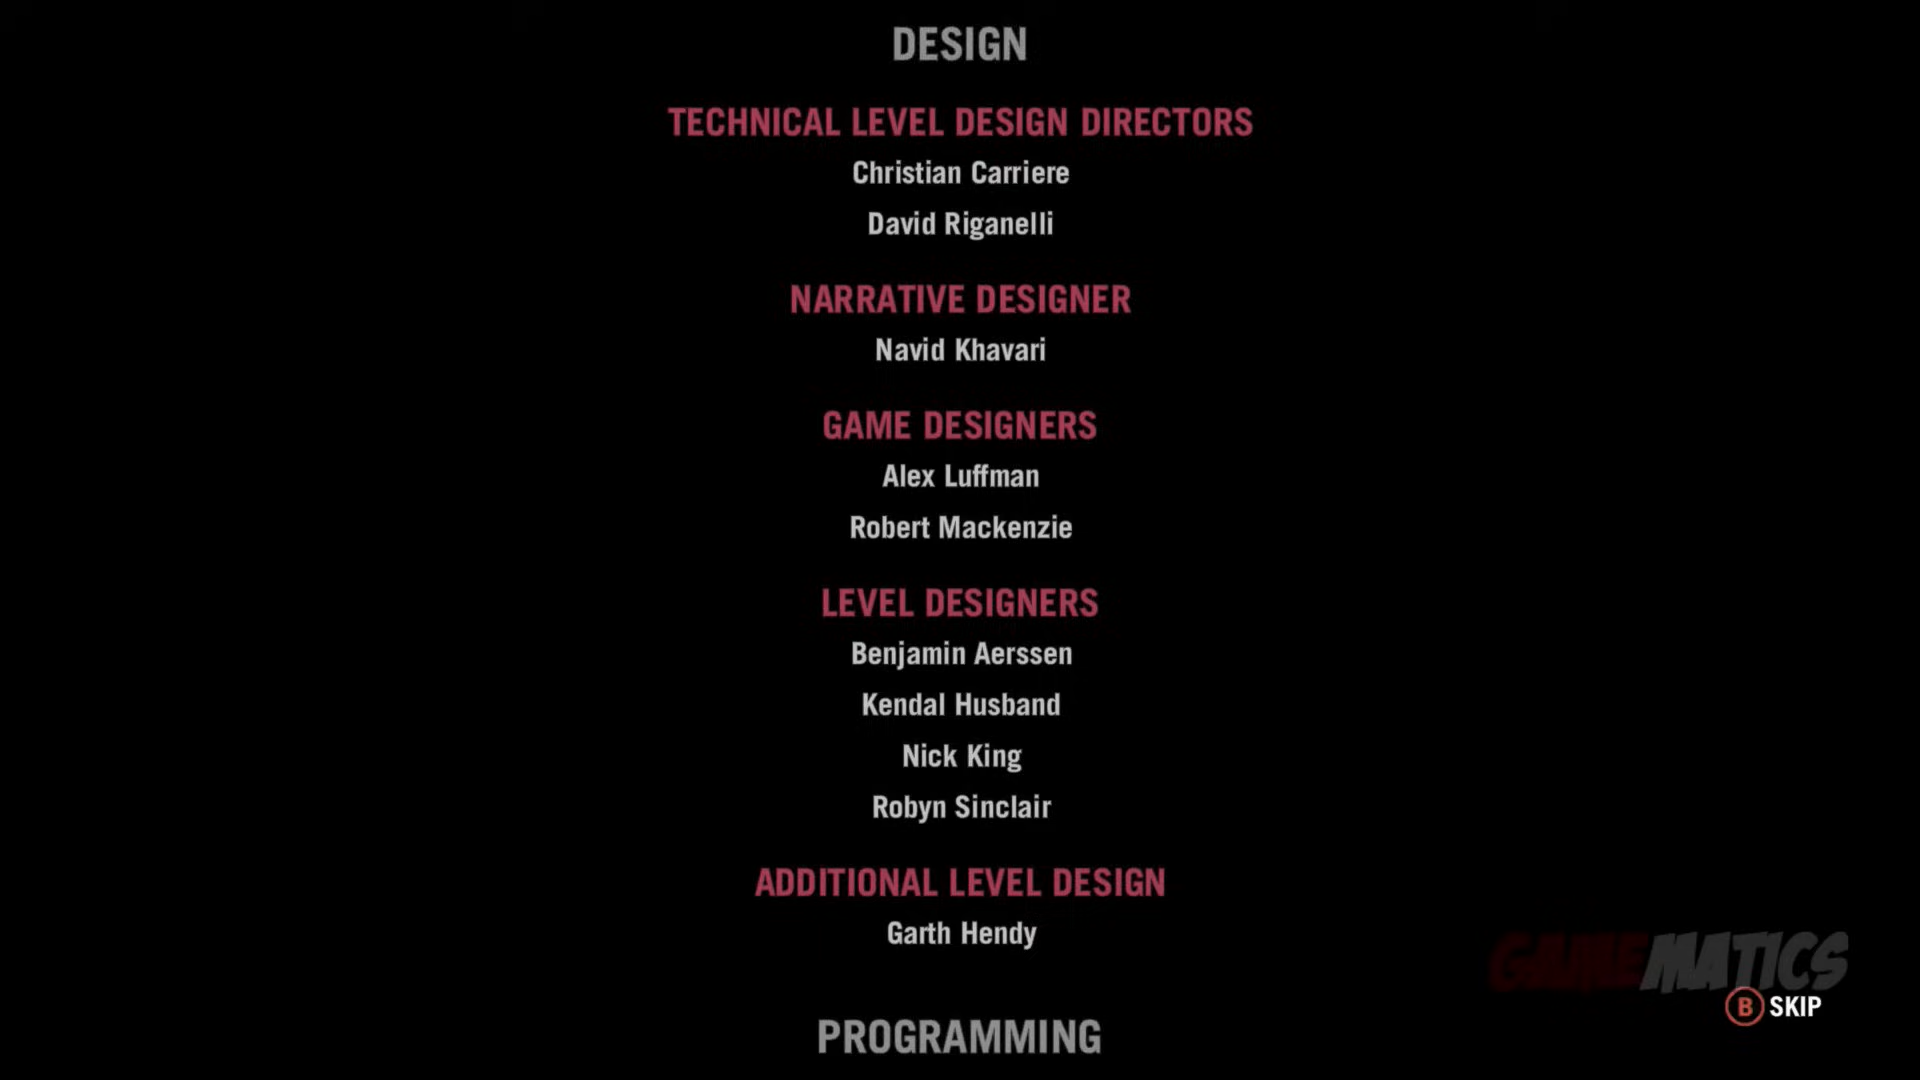 DESIGN
TECHNICAL LEVEL DESIGN DIRECTORS
Christian Carriere
David Riganelli
NARRATIVE DESIGNER
Navid Khavari
GAME DESIGNERS
Alex Luffman
Robert Mackenzie
LEVEL DESIGNERS
Benjamin Aerssen
Kendal Husband
Nick King
Robyn Sinclair
ADDITIONAL LEVEL DESIGN
Garth Hendy
GAMEMATICS
B SKIP
PROGRAMMING